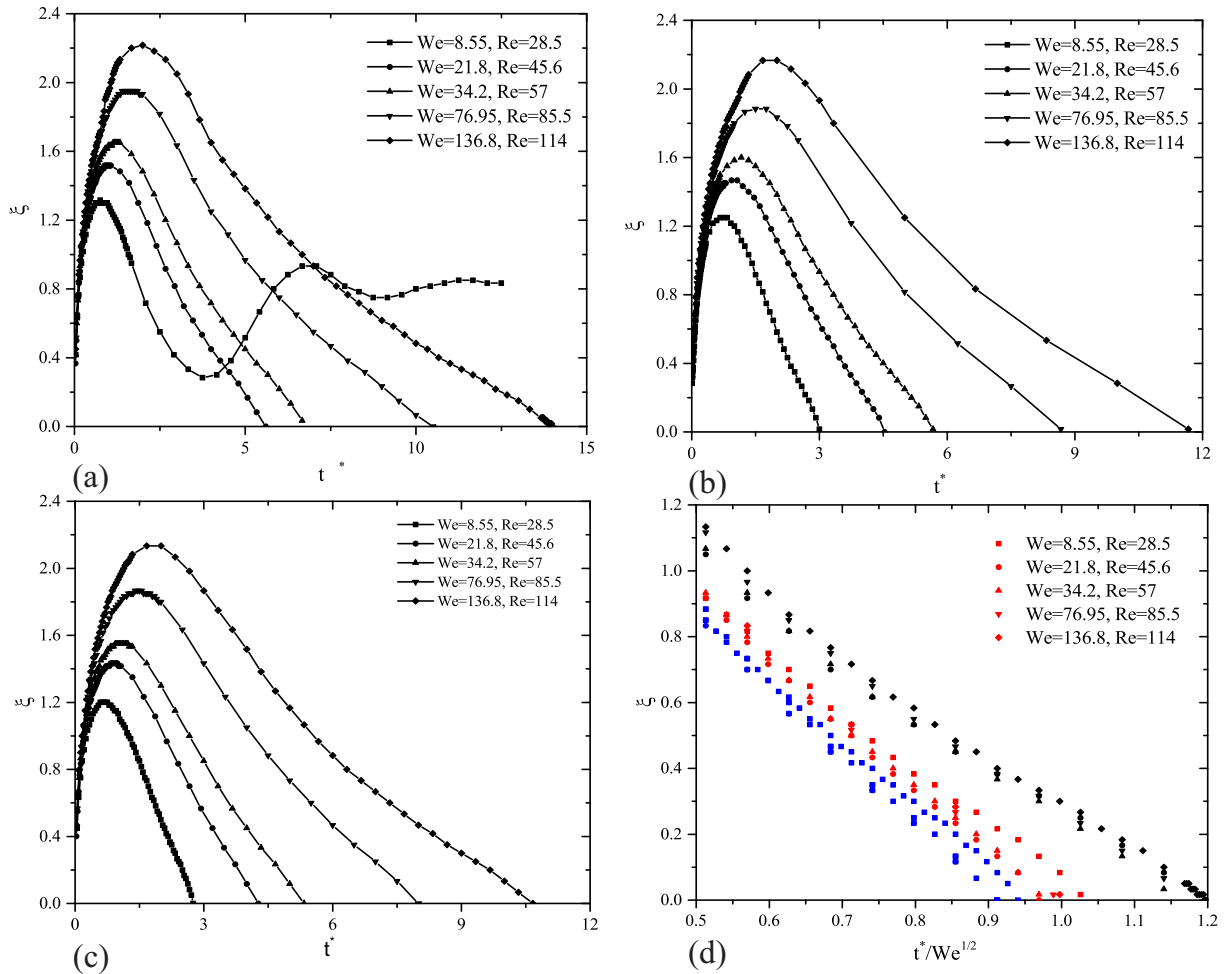 2.4
2.0
1.6
1.2
0.8
0.4
0.0
ξ
0 5 10 15
t *
We=8.55, Re=28.5
We=21.8, Re=45.6
We=34.2, Re=57
We=76.95, Re=85.5
We=136.8, Re=114
(a)
2.4
2.0
1.6
1.2
0.8
0.4
0.0
ξ
0 3 6 9 12
t*
We=8.55, Re=28.5
We=21.8, Re=45.6
We=34.2, Re=57
We=76.95, Re=85.5
We=136.8, Re=114
(b)
2.4
2.0
1.6
1.2
0.8
0.4
0.0
ξ
0 3 6 9 12
t*
We=8.55, Re=28.5
We=21.8, Re=45.6
We=34.2, Re=57
We=76.95, Re=85.5
We=136.8, Re=114
(c)
1.2
1.0
0.8
0.6
0.4
0.2
0.0
ξ
0.5 0.6 0.7 0.8 0.9 1.0 1.1 1.2
t*/We1/2
We=8.55, Re=28.5
We=21.8, Re=45.6
We=34.2, Re=57
We=76.95, Re=85.5
We=136.8, Re=114
(d)